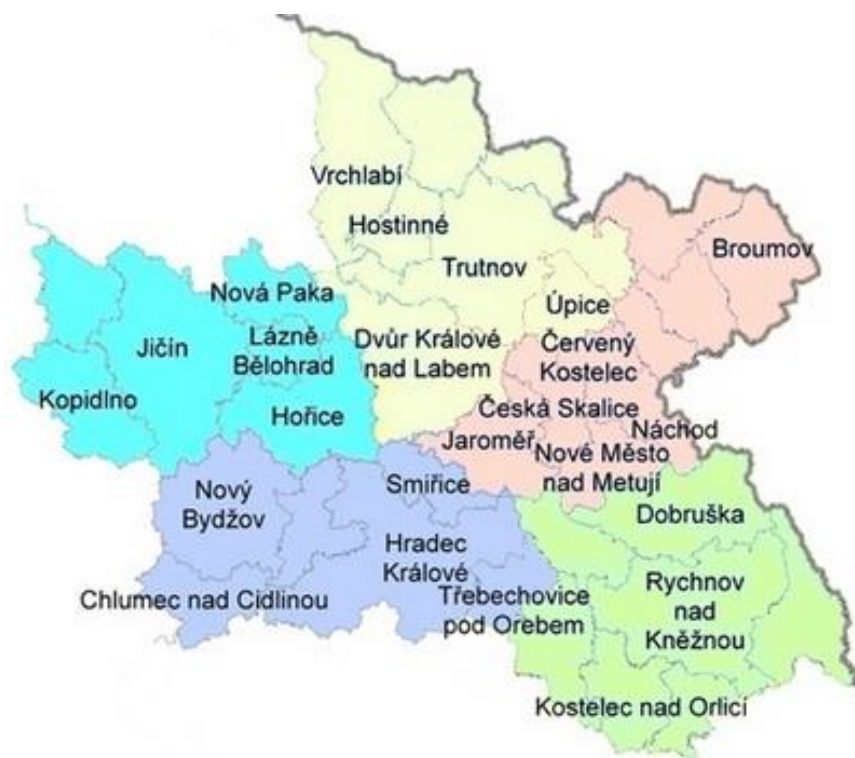 Vrchlabí
Hostinné
Broumov
Trutnov
Nová Paka
Úpice
Jičín
Lázně
Bělohrad
Dvůr Králové
nad Labem
Červený
Kostelec
Kopidlno
Hořice
Česká Skalice
Jaroměř
Náchod
Nové Město
nad Metují
Smiřice
Nový
Bydžov
Dobruška
Hradec
Králové
Chlumec nad Cidlinou
Třebechovice
pod Orebem
Rychnov
nad
Kněžnou
Kostelec nad Orlicí